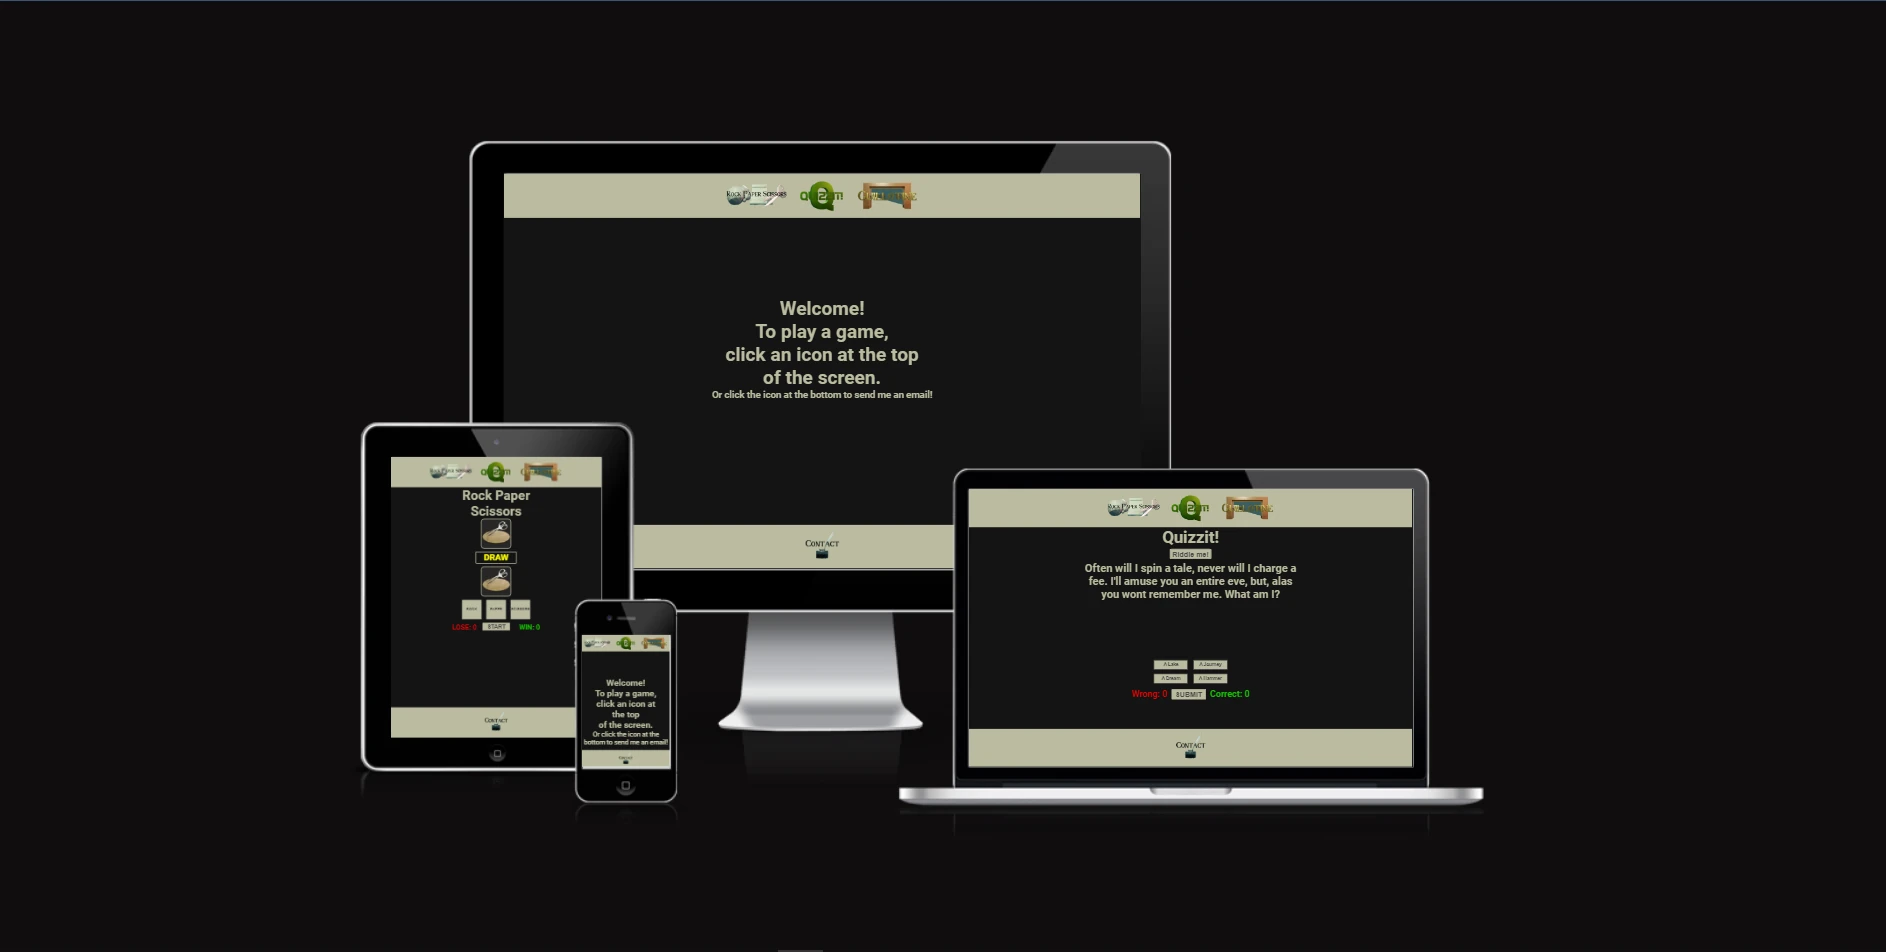 Rock Paper Scissors
QUIZZIT!
Welcome!
To play a game,
click an icon at the top
of the screen.
Or click the icon at the bottom to send me an email!
Contact
Rock Paper Scissors
Rock Paper
Scissors
DRAW
LOSE: 0
START
WIN: 0
Contact
Welcome!
To play a game,
click an icon at
the top
of the screen.
Or click the icon at the
bottom to send me an email!
Rock Paper Scissors
Quizzit!
Riddle me!
Often will I spin a tale, never will I charge a
fee. I'll amuse you an entire eve, but, alas
you wont remember me. What am I?
A Lake
A Journey
A Dream
A Hammer
Wrong: 0
SUBMIT
Correct: 0
Contact